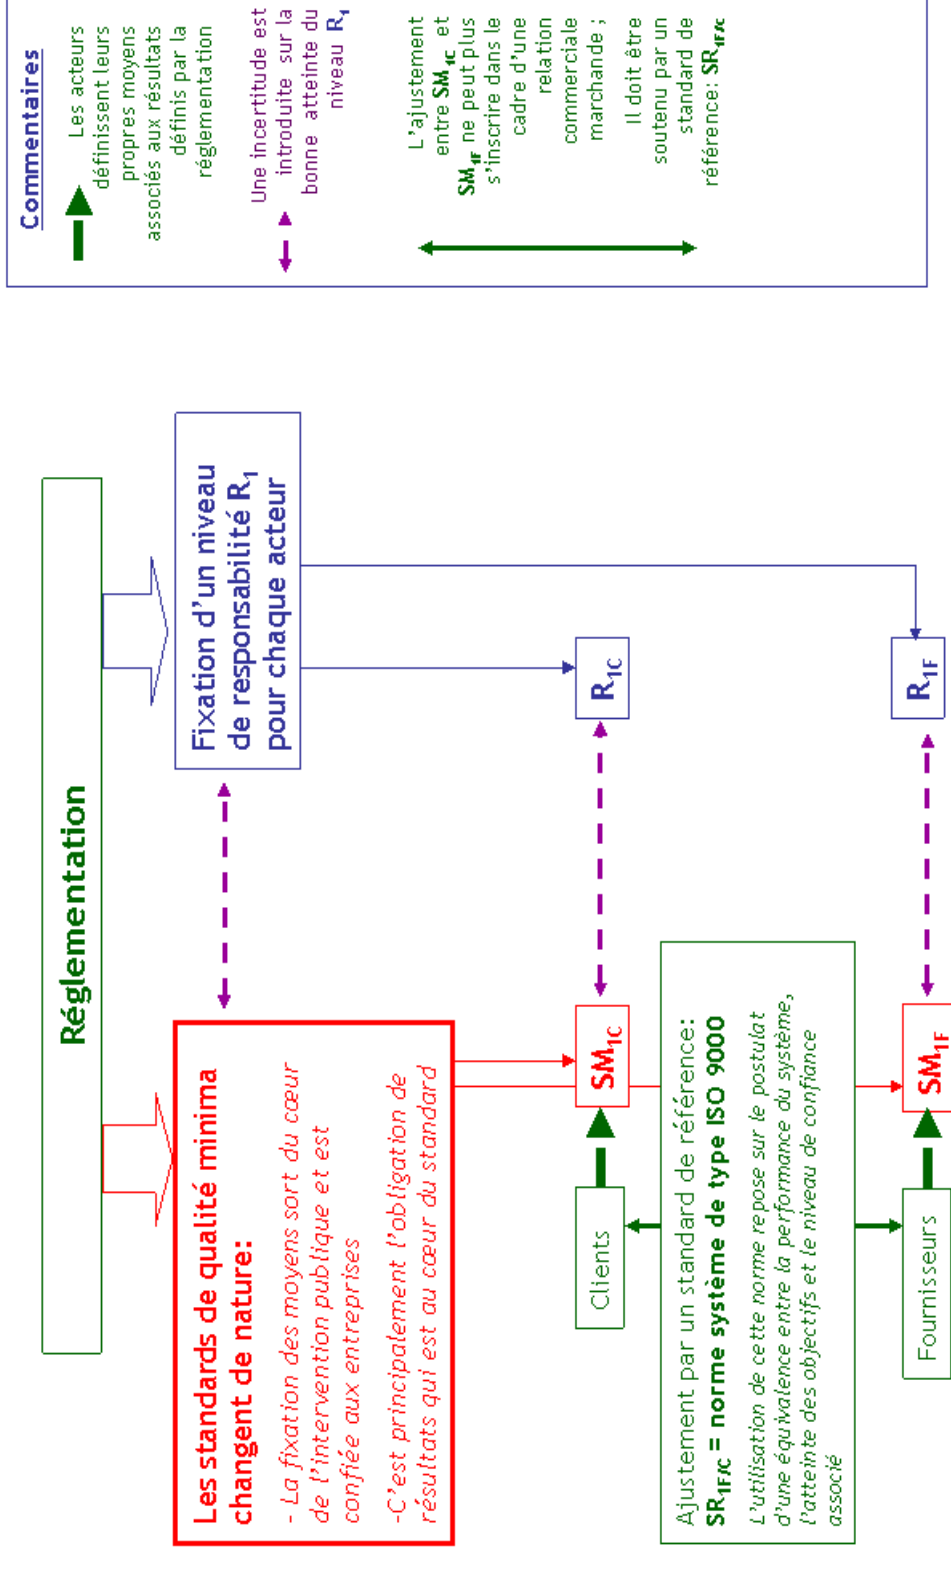 Réglementation
Les standards de qualité minima
changent de nature:
- La fixation des moyens sort du cœur
de l'intervention publique et est
confiée aux entreprises
-C'est principalement l'obligation de
résultats qui est au cœur du standard
Fixation d'un niveau
de responsabilité R1
pour chaque acteur
Clients
SM1C
R1C
Ajustement par un standard de référence:
SR1F/C = norme système de type ISO 9000
L'utilisation de cette norme repose sur le postulat
d'une équivalence entre la performance du système,
l'atteinte des objectifs et le niveau de confiance
associé
Fournisseurs
SM1F
R1F
Commentaires
Les acteurs
définissent leurs
propres moyens
associés aux résultats
définis par la
réglementation
Une incertitude est
introduite sur la
bonne atteinte du
niveau R1
L'ajustement
entre SM1C et
SM1F ne peut plus
s'inscrire dans le
cadre d'une
relation
commerciale
marchande ;
Il doit être
soutenu par un
standard de
référence: SR1F/C